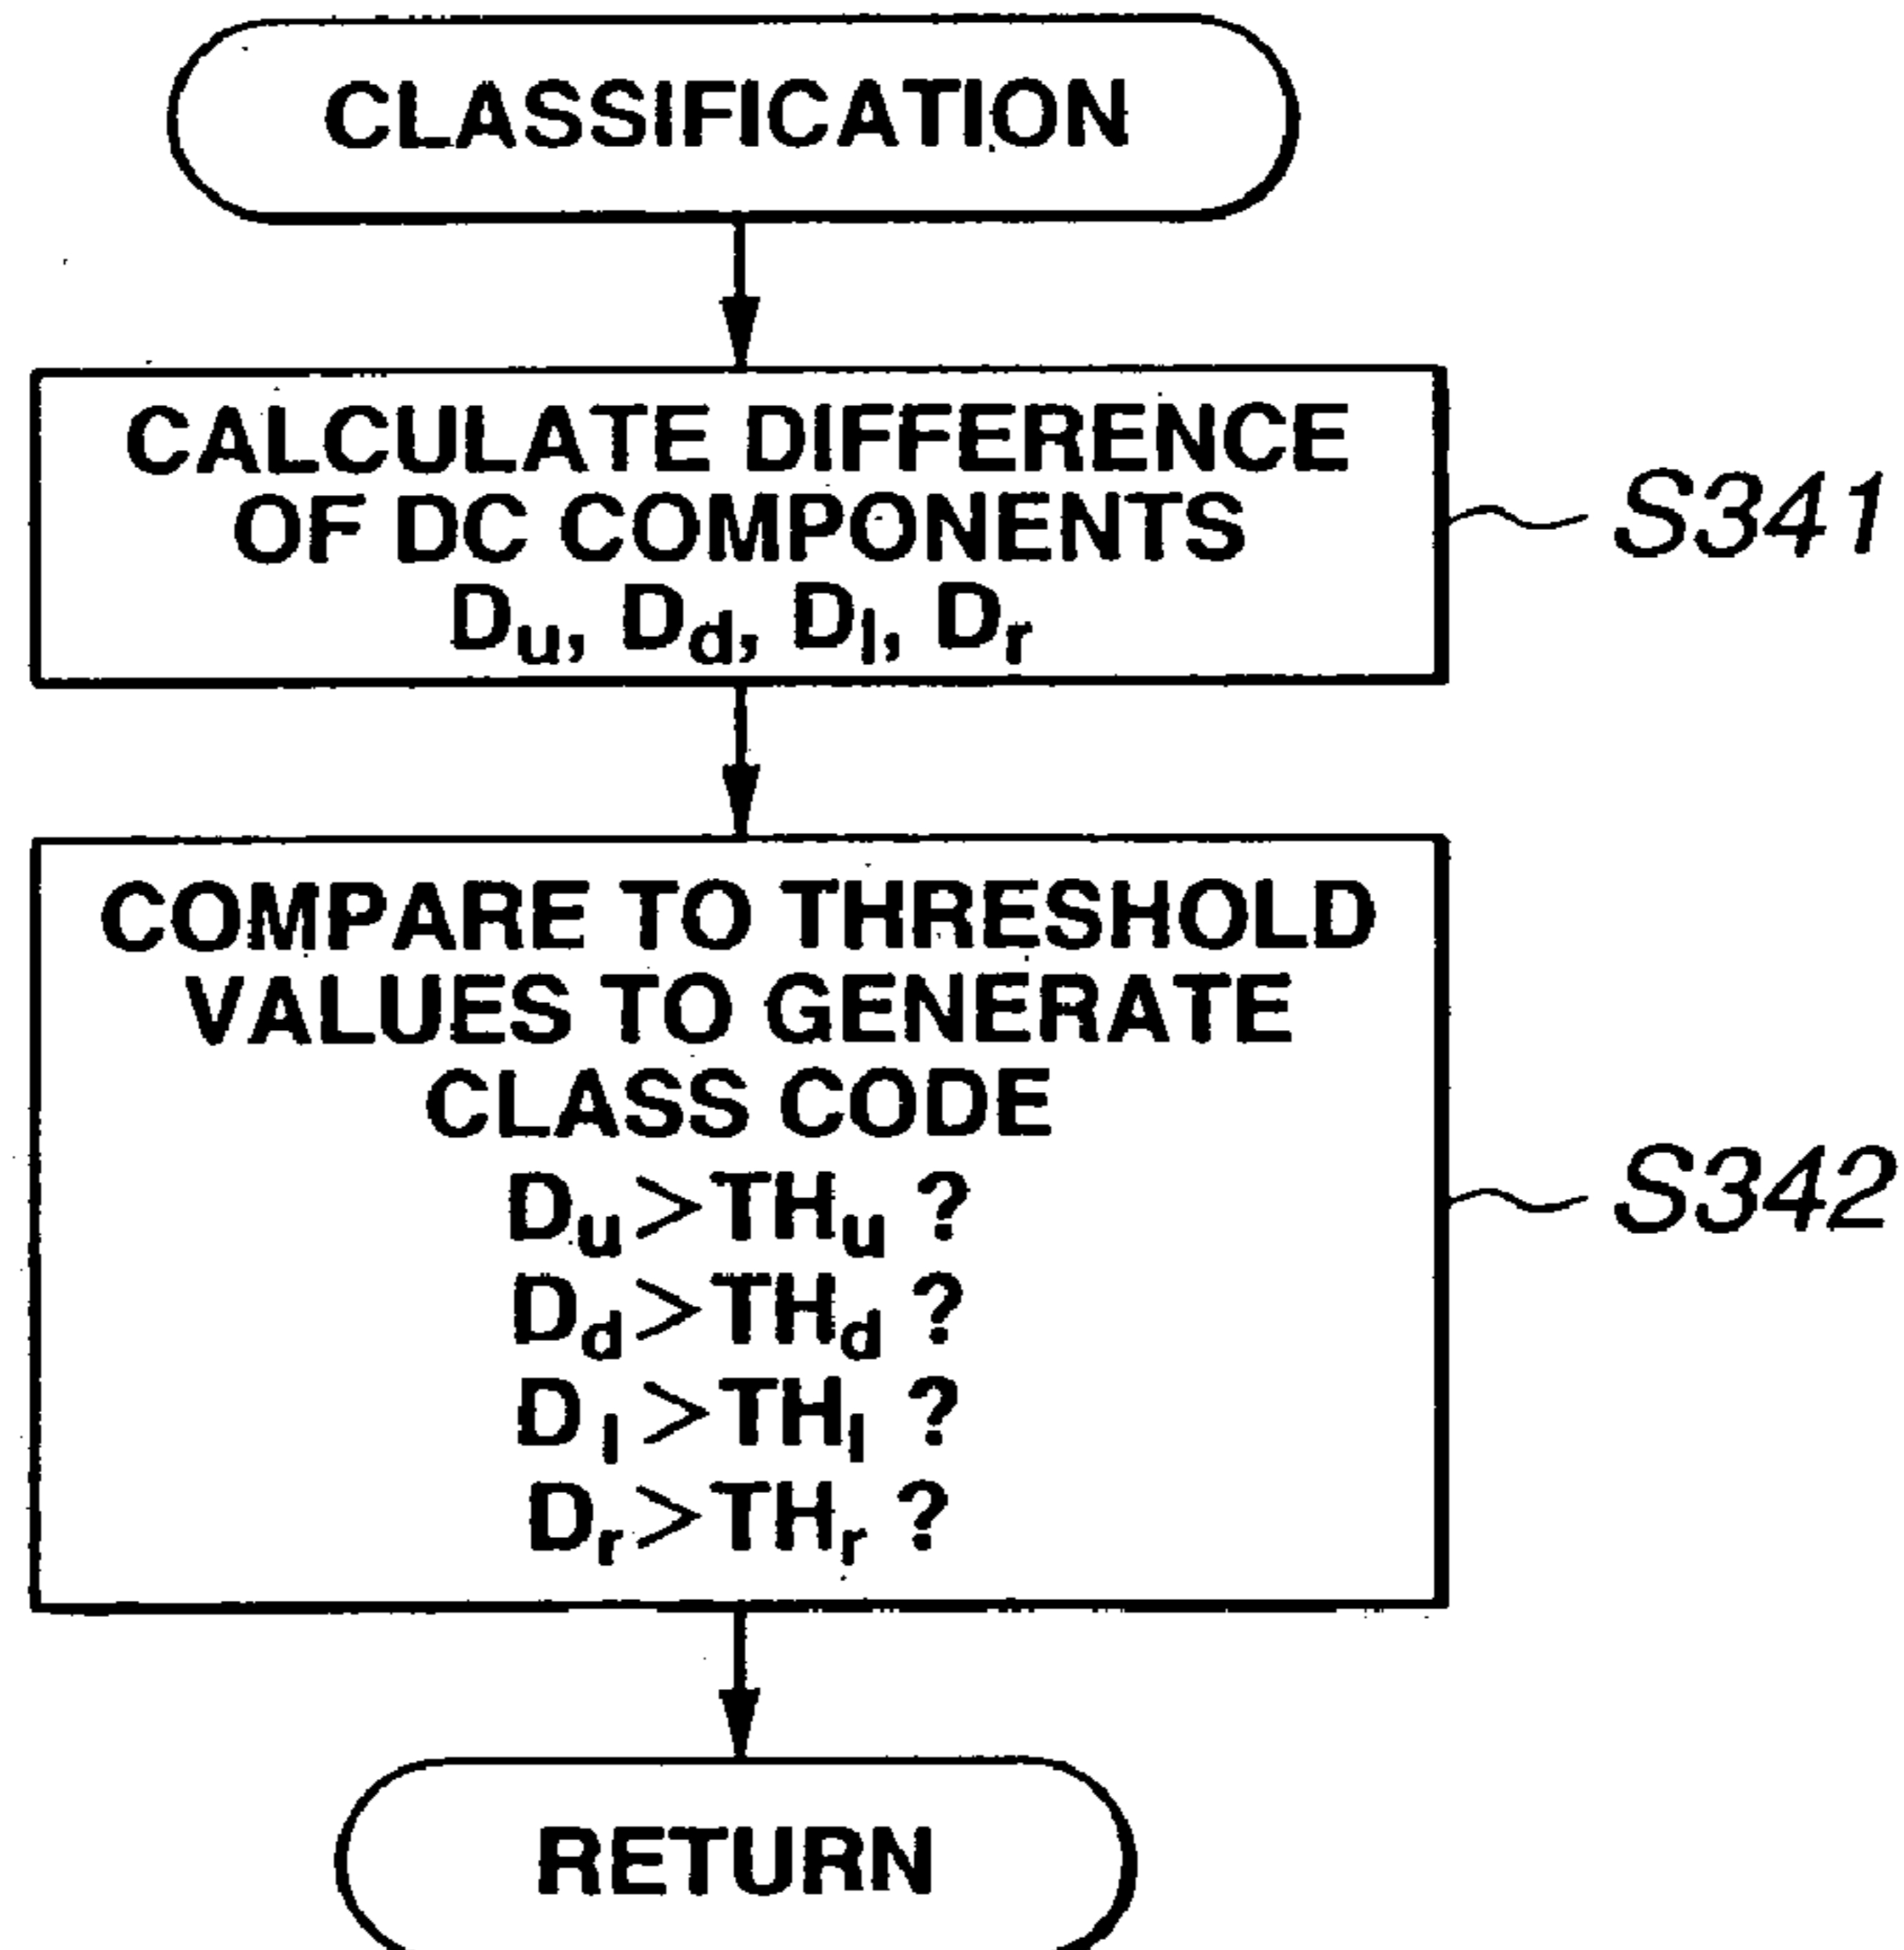 CLASSIFICATION
CALCULATE DIFFERENCE
OF DC COMPONENTS
Du, Dd, Dl, Dr
S341
COMPARE TO THRESHOLD
VALUES TO GENERATE
CLASS CODE
Du>THu ?
Dd>THd ?
Dl>THl ?
Dr>THr ?
S342
RETURN